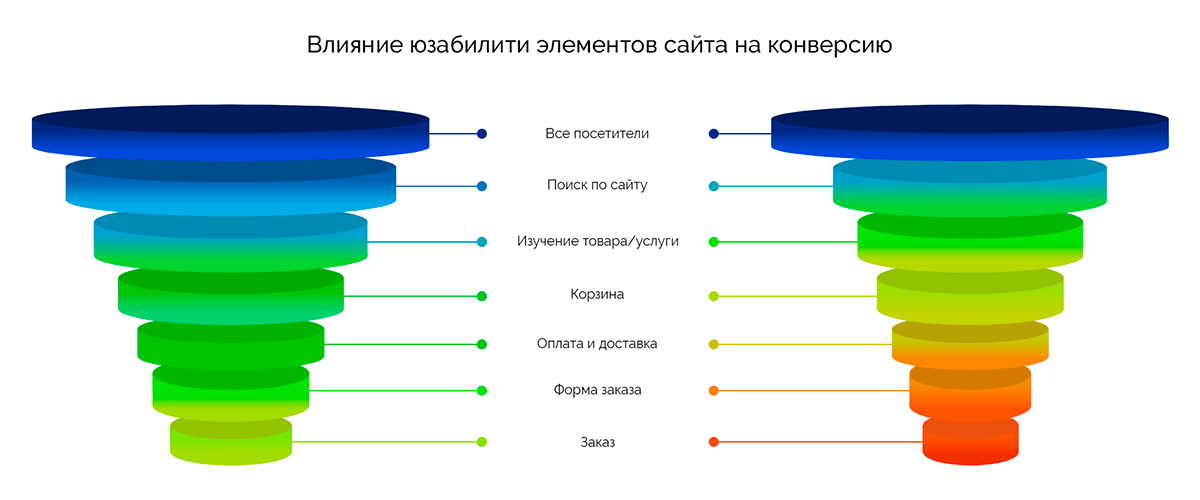 Влияние юзабилити элементов сайта на конверсию
Все посетители
Поиск по сайту
Изучение товара/услуги
Корзина
Оплата и доставка
Форма заказа
Заказ